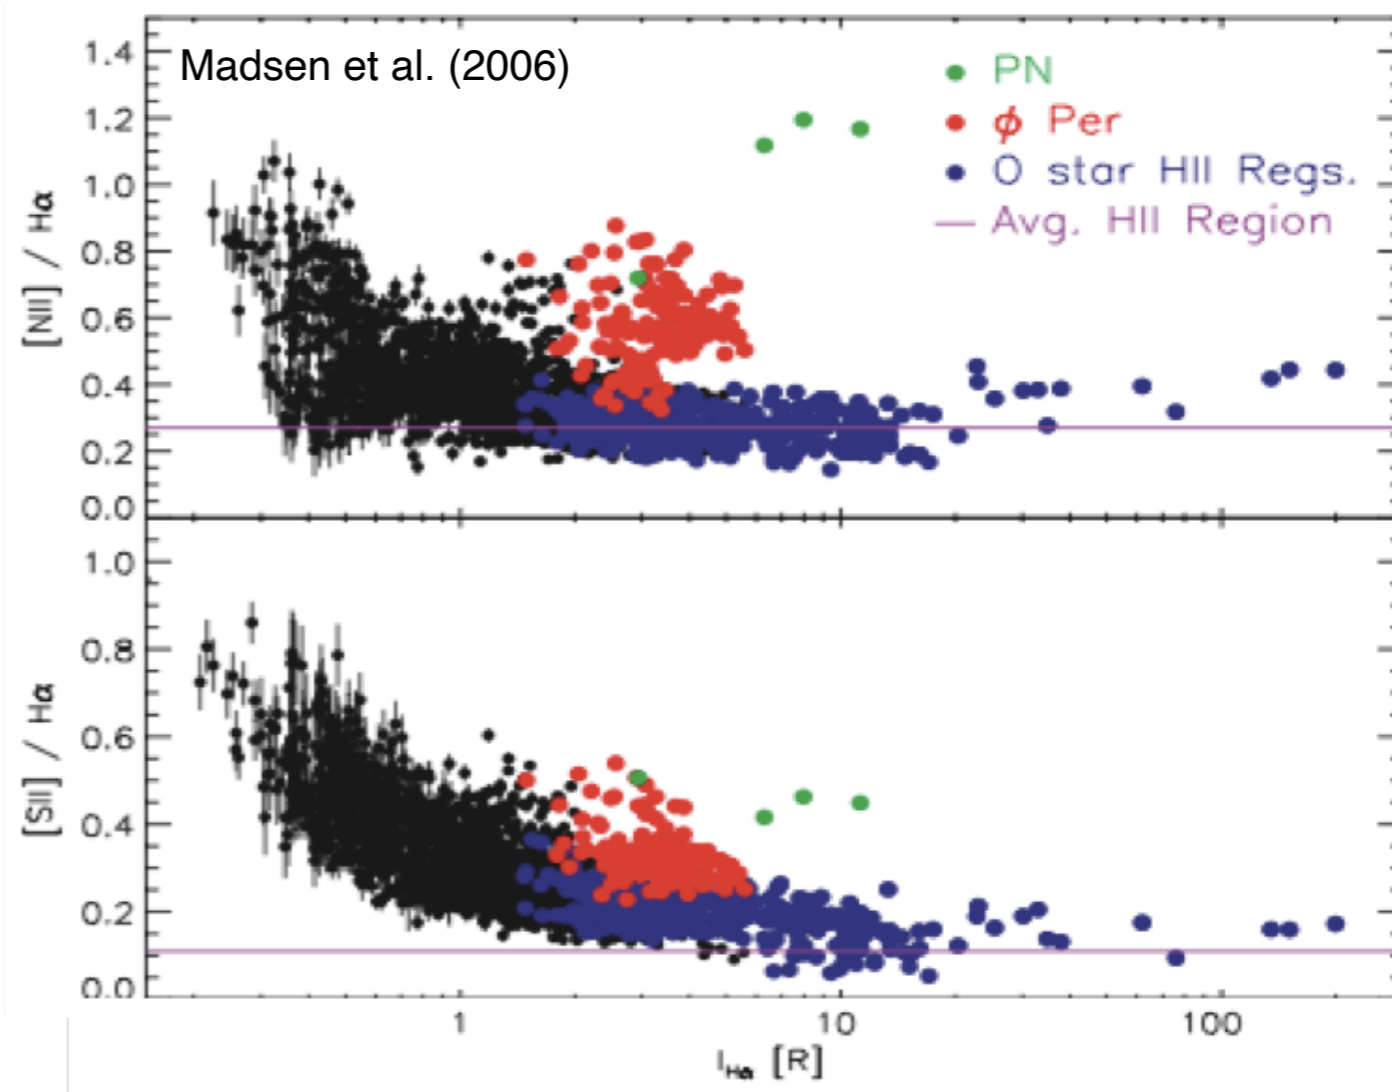 Madsen et al. (2006)
PN
ϕ Per
O star HII Regs.
Avg. HII Region
[NII] / Hα
1.4
1.2
1.0
0.8
0.6
0.4
0.2
0.0
[SII] / Hα
1.0
0.8
0.6
0.4
0.2
0.0
1
10
100
I_Hα [R]